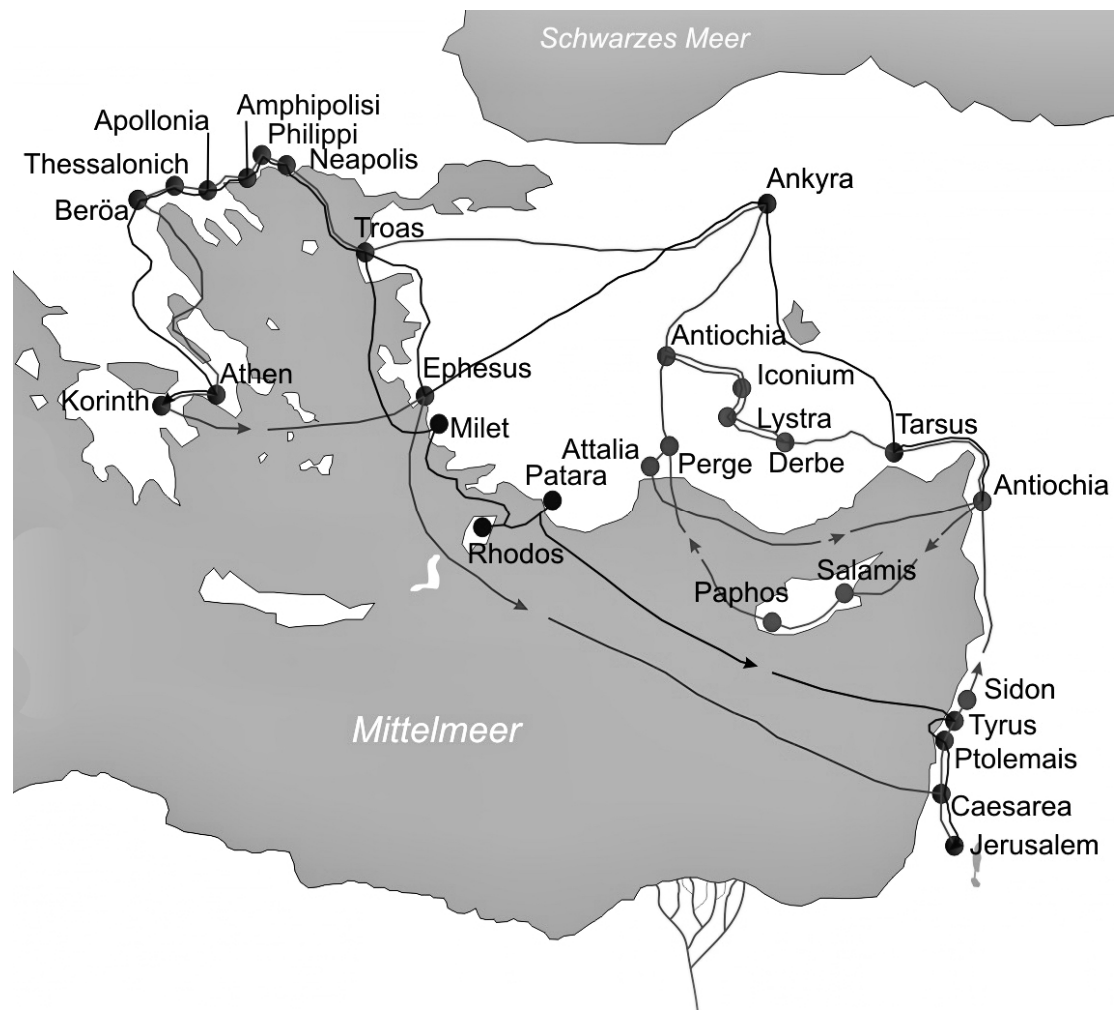 Schwarzes Meer
Amphipolisi
Apollonia
Philippi
Thessalonich
Neapolis
Beröa
Ankyra
Troas
Antiochia
Ephesus
Iconium
Athen
Korinth
Lystra
Milet
Tarsus
Attalia
Perge
Derbe
Patara
Antiochia
Rhodos
Salamis
Paphos
Sidon
Mittelmeer
Tyrus
Ptolemais
Caesarea
Jerusalem